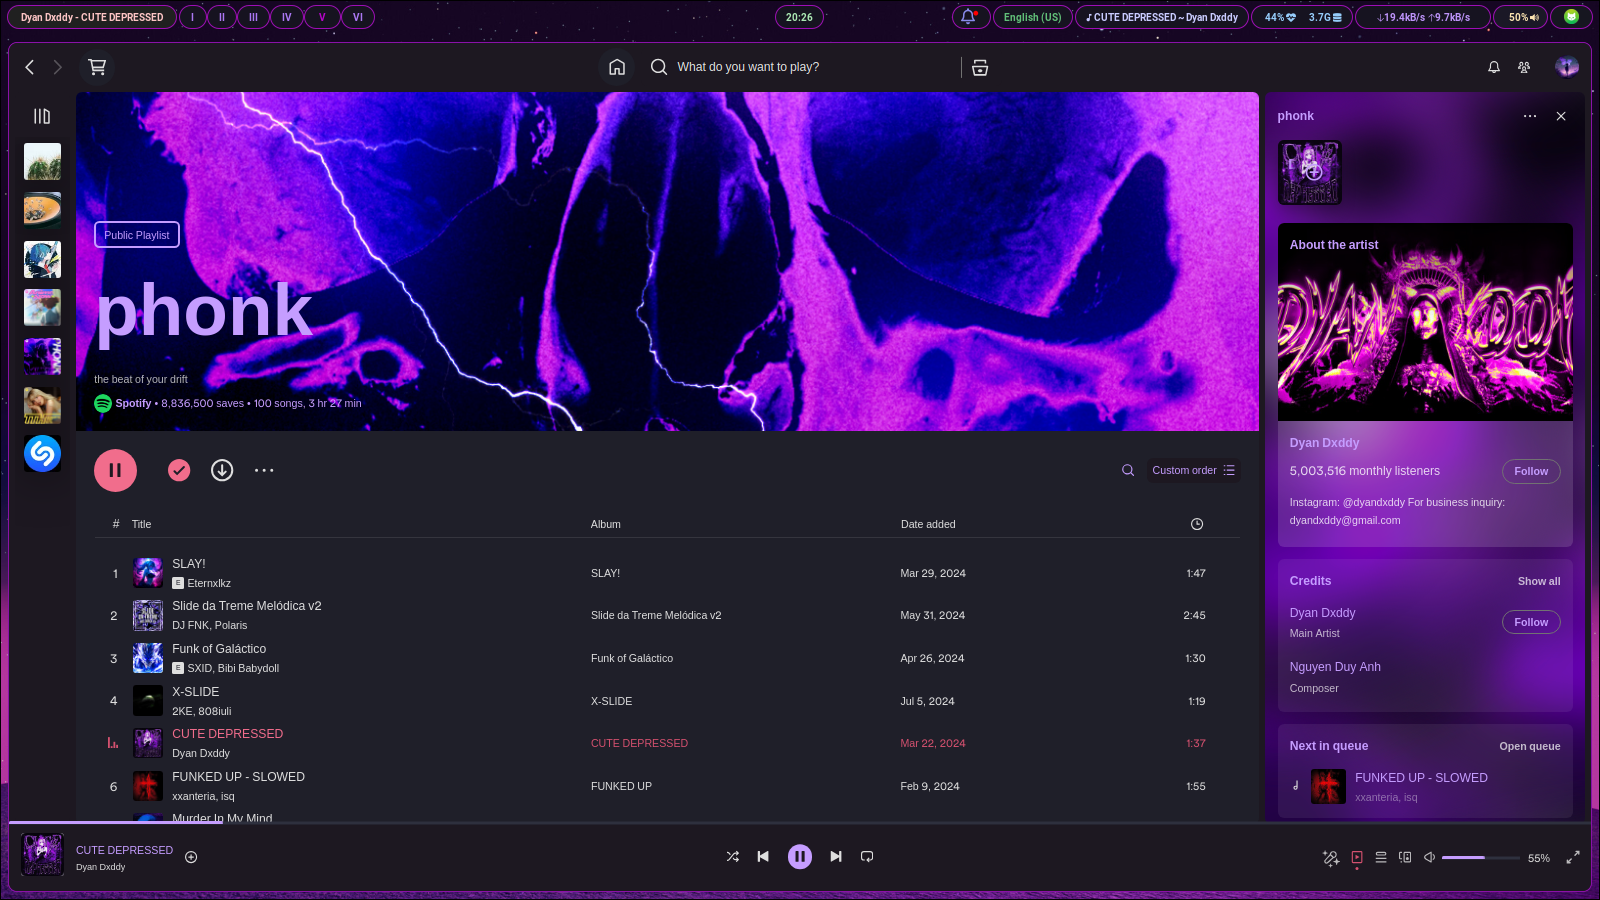 Dyan Dxddy - CUTE DEPRESSED
I
II
III
IV
V
VI
20:26
English (US)
CUTE DEPRESSED ~ Dyan Dxddy
44%
3.7G
↓19.4kB/s ↑9.7kB/s
50%
What do you want to play?
Public Playlist
phonk
the beat of your drift
Spotify • 8,836,500 saves • 100 songs, 3 hr 27 min
Custom order
# Title Album Date added
1 SLAY! SLAY! Mar 29, 2024 1:47
E Eternxlkz
2 Slide da Treme Melódica v2 Slide da Treme Melódica v2 May 31, 2024 2:45
DJ FNK, Polaris
3 Funk of Galáctico Funk of Galáctico Apr 26, 2024 1:30
E SXID, Bibi Babydoll
4 X-SLIDE X-SLIDE Jul 5, 2024 1:19
2KE, 808iuli
CUTE DEPRESSED CUTE DEPRESSED Mar 22, 2024 1:37
Dyan Dxddy
6 FUNKED UP - SLOWED FUNKED UP Feb 9, 2024 1:55
xxanteria, isq
Murder In My Mind
phonk
About the artist
DYAN DXDDY
Dyan Dxddy
5,003,516 monthly listeners
Follow
Instagram: @dyandxddy For business inquiry:
dyandxddy@gmail.com
Credits
Show all
Dyan Dxddy
Main Artist
Follow
Nguyen Duy Anh
Composer
Next in queue
Open queue
FUNKED UP - SLOWED
xxanteria, isq
CUTE DEPRESSED
Dyan Dxddy
55%